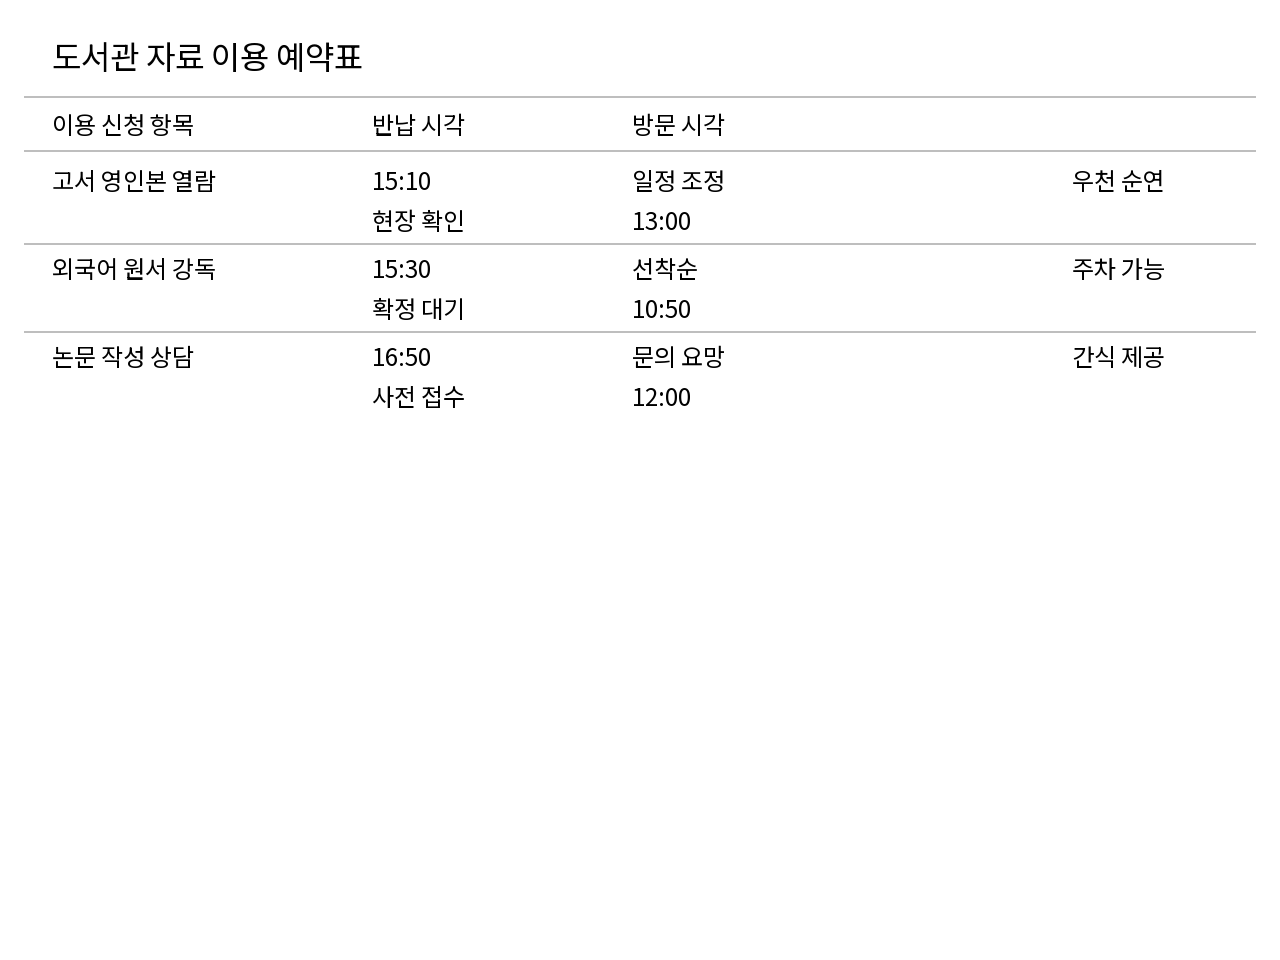 도서관 자료 이용 예약표
이용 신청 항목 반납 시각 방문 시각
고서 영인본 열람 15:10 일정 조정 우천 순연
현장 확인 13:00
외국어 원서 강독 15:30 선착순 주차 가능
확정 대기 10:50
논문 작성 상담 16:50 문의 요망 간식 제공
사전 접수 12:00